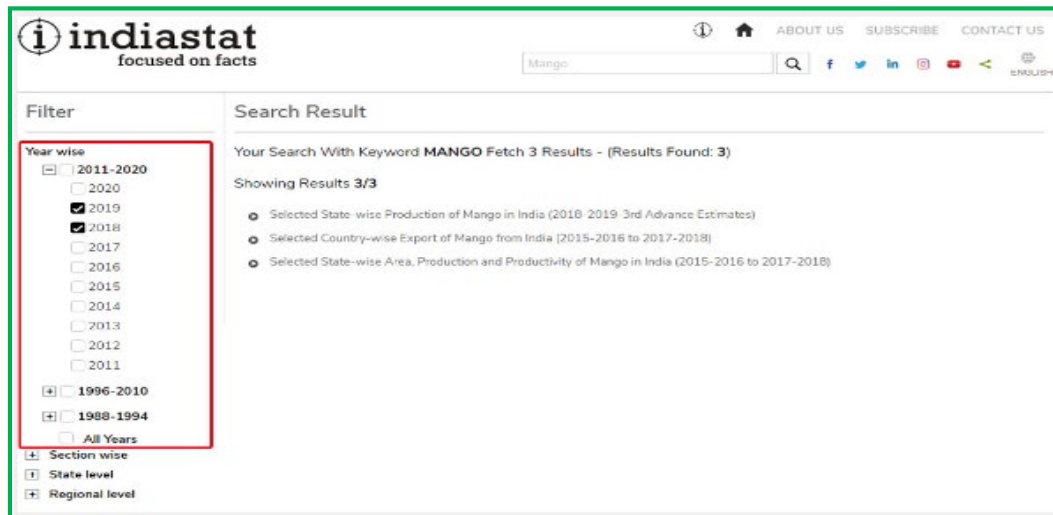 indiastat
focused on facts
ABOUT US SUBSCRIBE CONTACT US
Mango
ENGLISH
Filter
Search Result
Year wise
2011-2020
2020
2019
2018
2017
2016
2015
2014
2013
2012
2011
1996-2010
1988-1994
All Years
Section wise
State level
Regional level
Your Search With Keyword MANGO Fetch 3 Results - (Results Found: 3)
Showing Results 3/3
Selected State-wise Production of Mango in India (2018-2019-3rd Advance Estimates)
Selected Country-wise Export of Mango from India (2015-2016 to 2017-2018)
Selected State-wise Area, Production and Productivity of Mango in India (2015-2016 to 2017-2018)